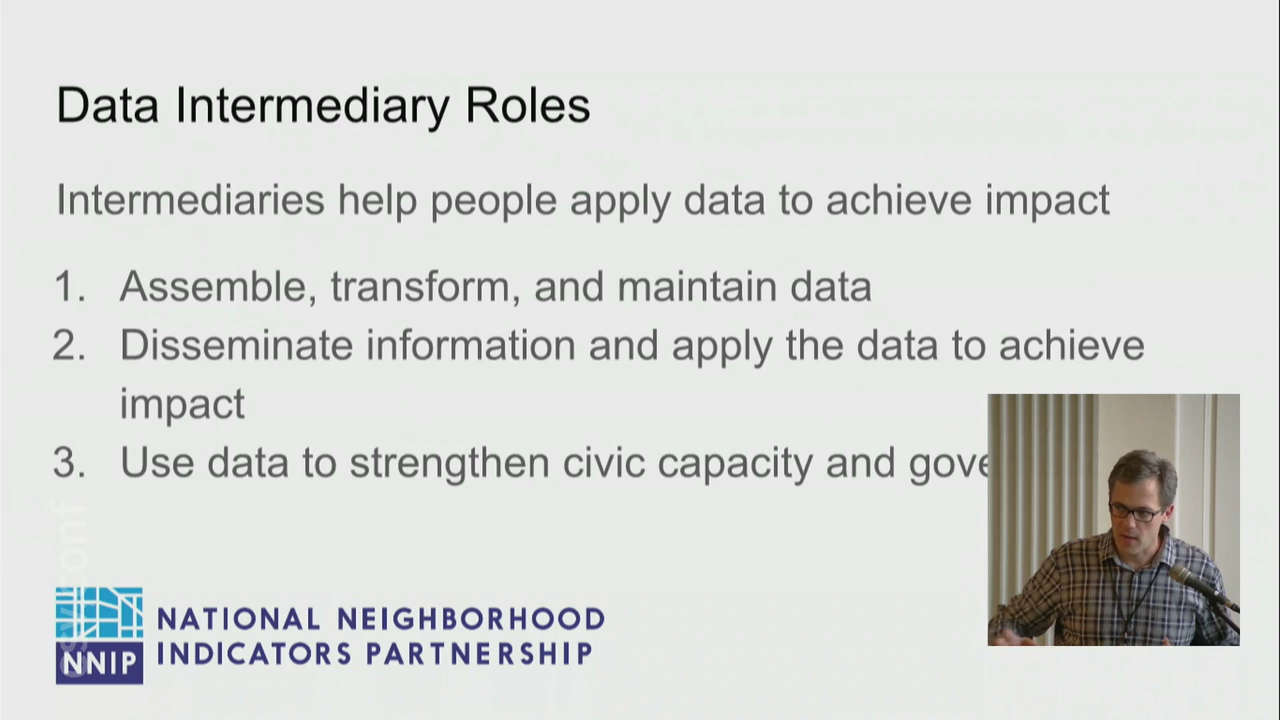 Data Intermediary Roles
Intermediaries help people apply data to achieve impact
1. Assemble, transform, and maintain data
2. Disseminate information and apply the data to achieve
impact
3. Use data to strengthen civic capacity and gove
csv,conf
NNIP
NATIONAL NEIGHBORHOOD
INDICATORS PARTNERSHIP